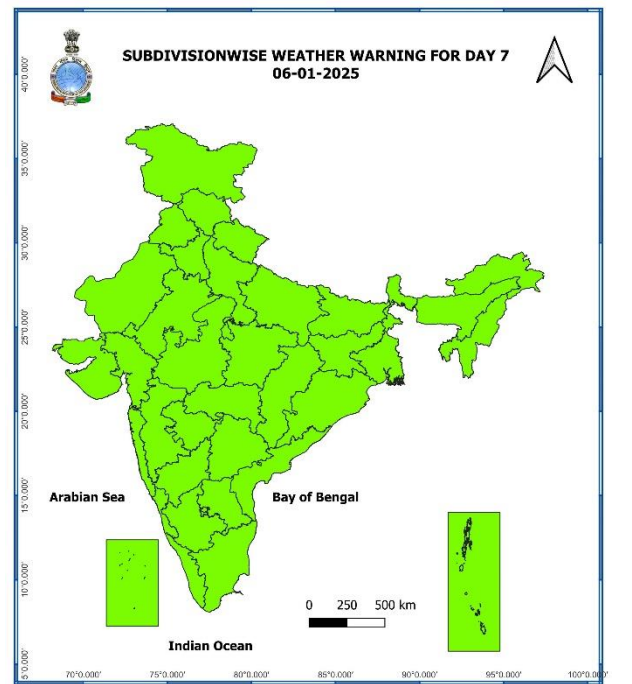 SUBDIVISIONWISE WEATHER WARNING FOR DAY 7
06-01-2025
40°0.000'
35°0.000'
30°0.000'
25°0.000'
20°0.000'
15°0.000'
10°0.000'
5°0.000'
Arabian Sea
Bay of Bengal
0 250 500 km
Indian Ocean
70°0.000' 75°0.000' 80°0.000' 85°0.000' 90°0.000' 95°0.000' 100°0.000'